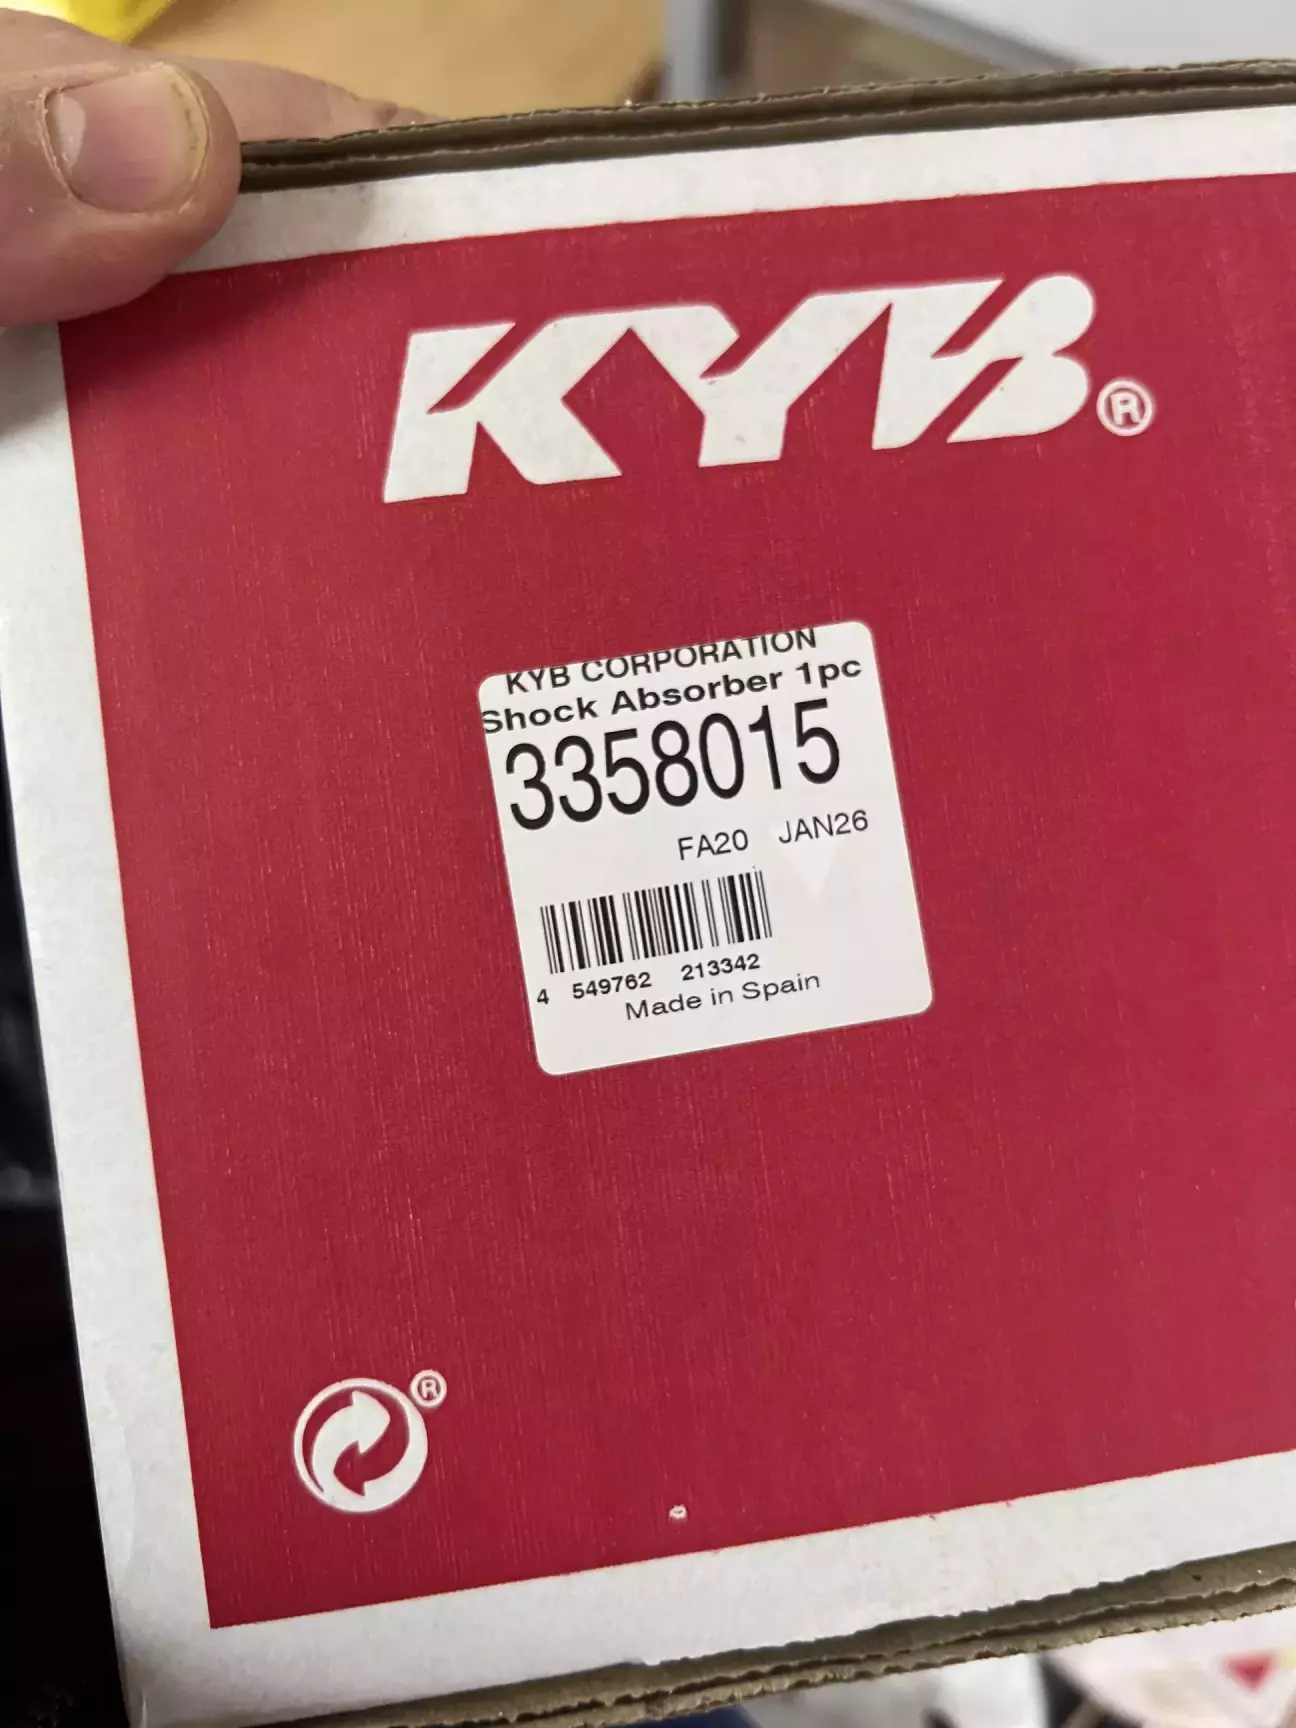 KYB®
KYB CORPORATION
Shock Absorber 1pc
3358015
FA20 JAN26
4 549762 213342
Made in Spain
®